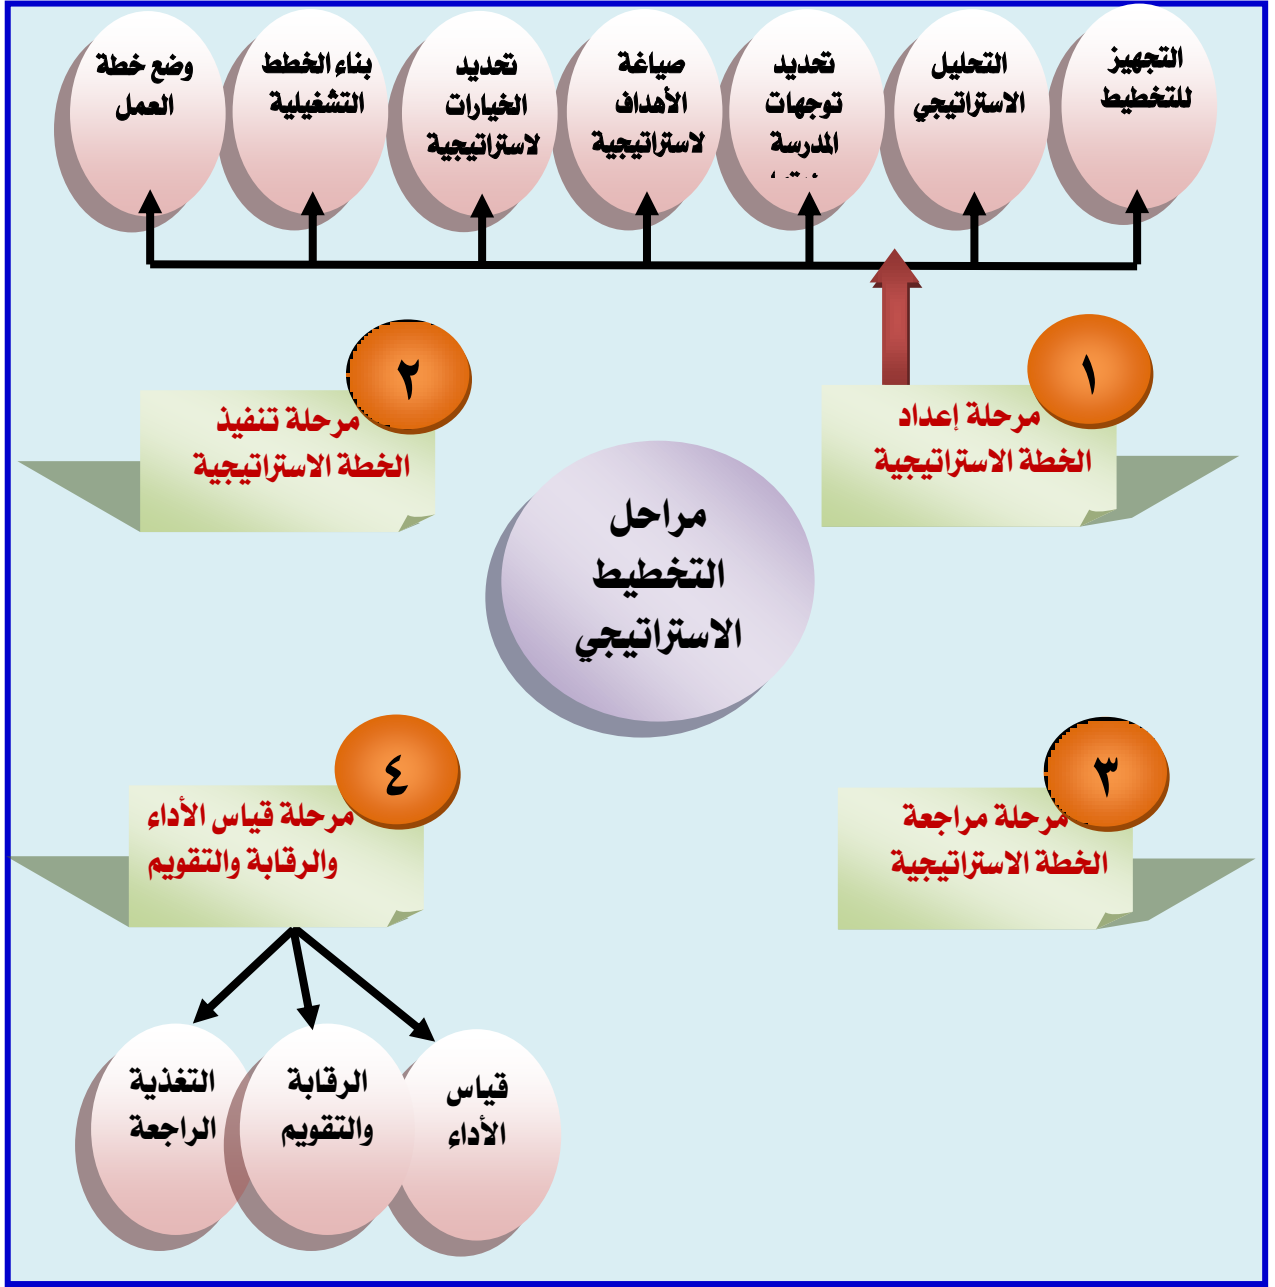 التجهيز
للتخطيط
التحليل
الاستراتيجي
تحديد
توجهات
المدرسة
صياغة
الأهداف
لاستراتيجية
تحديد
الخيارات
لاستراتيجية
بناء الخطط
التشغيلية
وضع خطة
العمل
١
مرحلة إعداد
الخطة الاستراتيجية
٢
مرحلة تنفيذ
الخطة الاستراتيجية
مراحل
التخطيط
الاستراتيجي
٣
مرحلة مراجعة
الخطة الاستراتيجية
٤
مرحلة قياس الأداء
والرقابة والتقويم
قياس
الأداء
الرقابة
والتقويم
التغذية
الراجعة